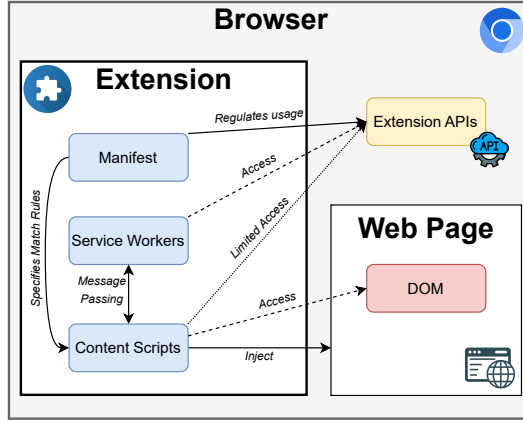 Browser
Extension
Regulates usage
Extension APIs
API
Manifest
Access
Specifies Match Rules
Limited Access
Service Workers
Web Page
Message
Passing
DOM
Access
Content Scripts
Inject